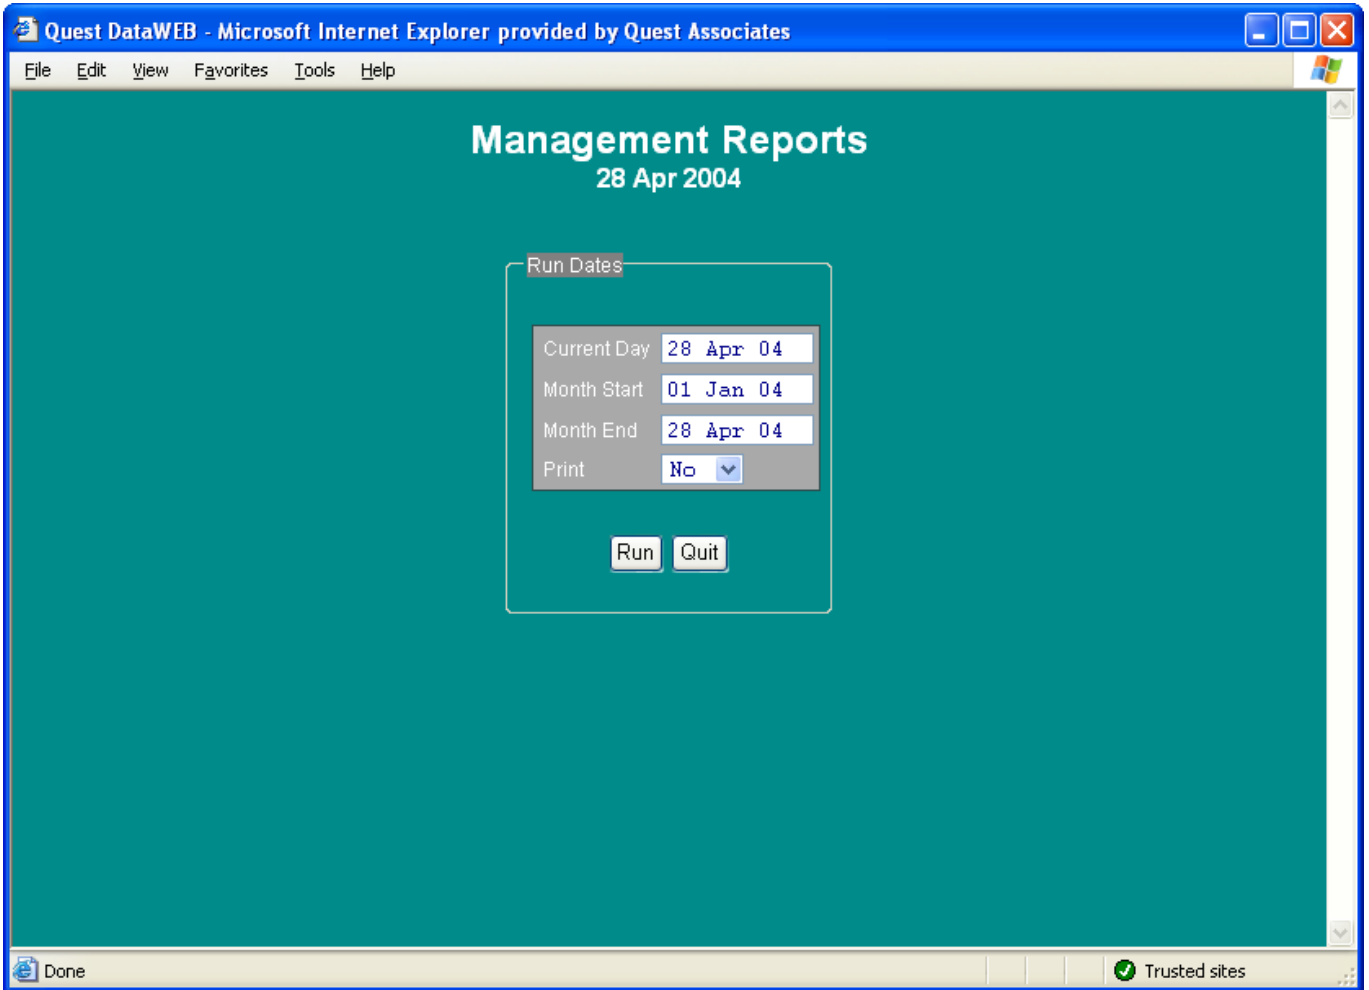 Quest DataWEB - Microsoft Internet Explorer provided by Quest Associates
File Edit View Favorites Tools Help
Management Reports
28 Apr 2004
Run Dates
Current Day 28 Apr 04
Month Start 01 Jan 04
Month End 28 Apr 04
Print No
Run Quit
Done Trusted sites